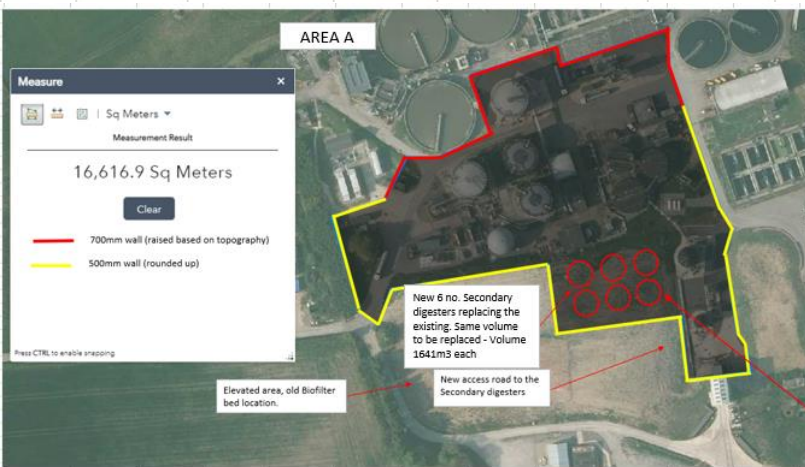 AREA A
Measure
×
| Sq Meters
Measurement Result
16,616.9 Sq Meters
Clear
700mm wall (raised based on topography)
500mm wall (rounded up)
Press CTRL to enable snapping
New 6 no. Secondary
digesters replacing the
existing. Same volume
to be replaced - Volume
1641m3 each
Elevated area, old Biofilter
bed location.
New access road to the
Secondary digesters